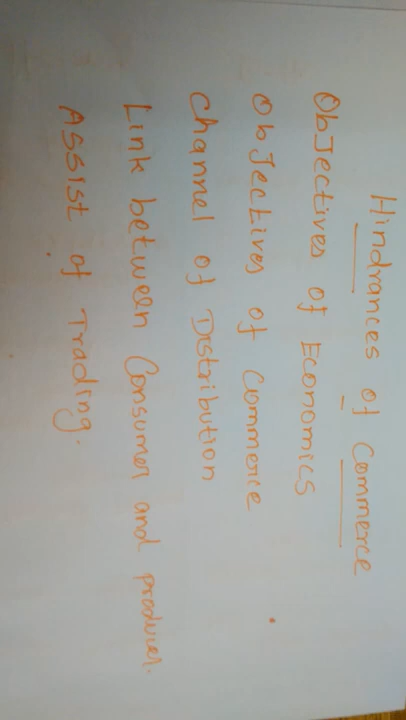 Hindrances of Commerce
Objectives of Economics
Objectives of Commerce
Channel of Distribution
Link between Consumer and producer.
Assist of Trading.